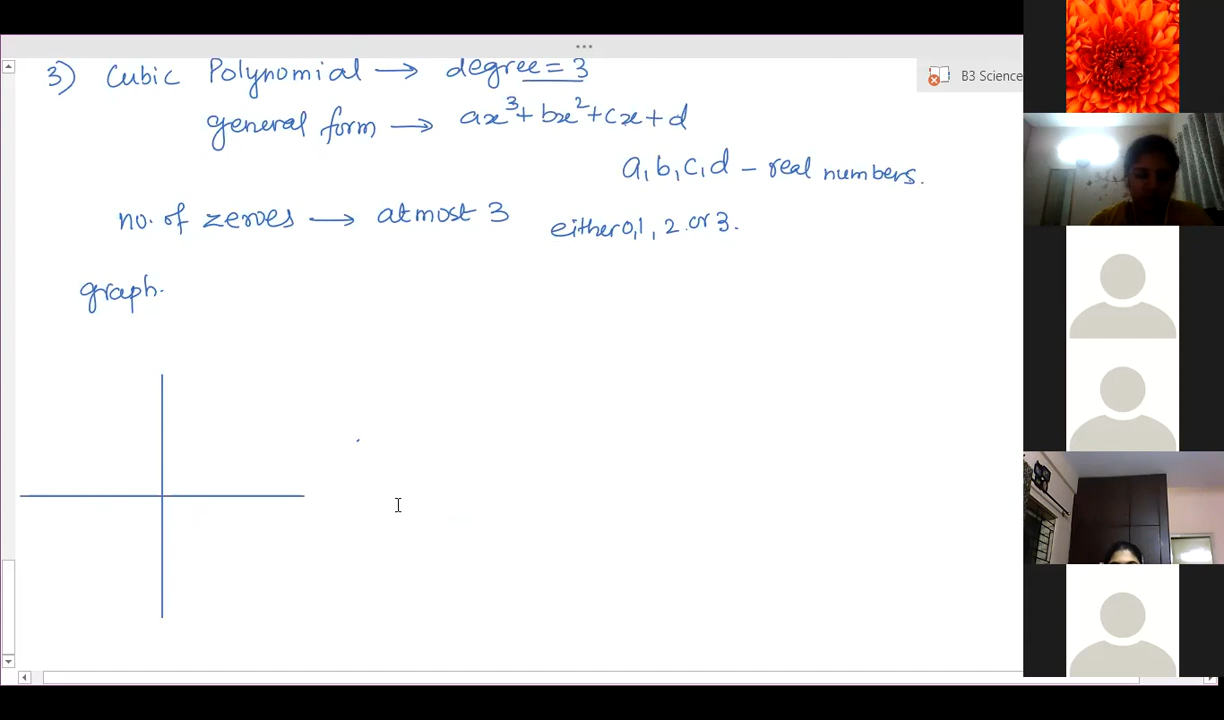 3) Cubic Polynomial → degree = 3
B3 Science
general form → ax³+bx²+cx+d
a, b, c, d – real numbers.
no. of zeroes → atmost 3 either 0, 1, 2 or 3.
graph.